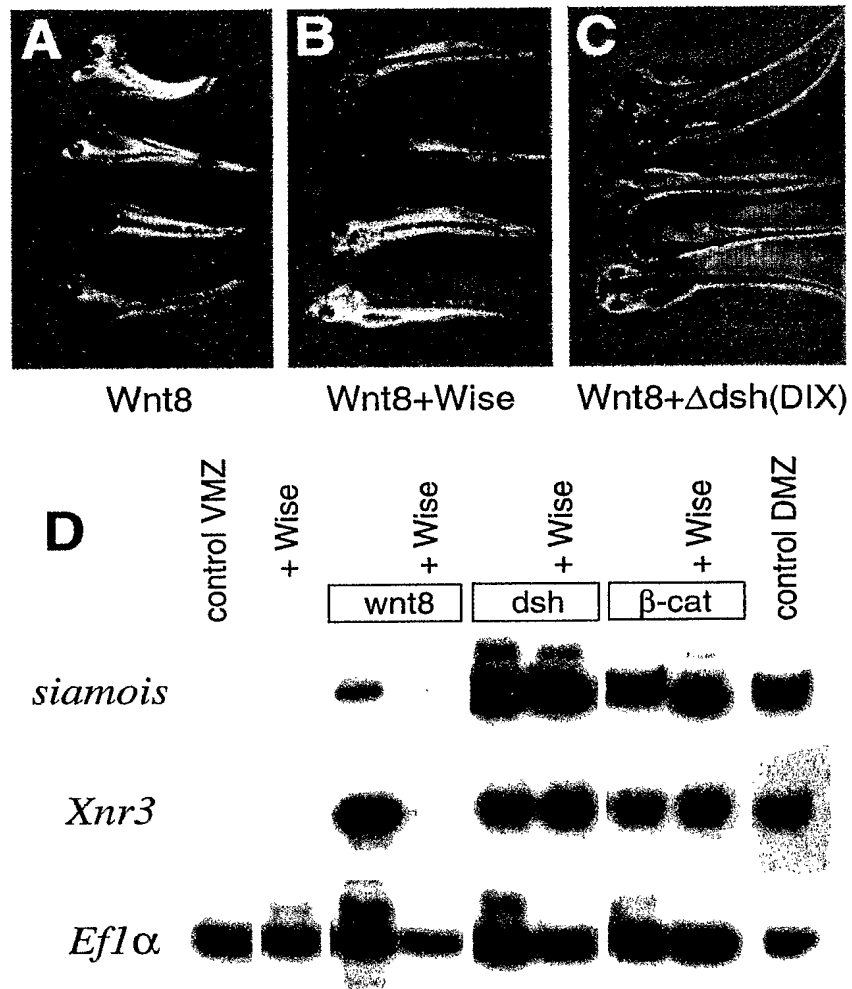 A B C
Wnt8 Wnt8+Wise Wnt8+Δdsh(DIX)
D
control VMZ
+ Wise
+ Wise
+ Wise
+ Wise
control DMZ
wnt8 dsh β-cat
siamois
Xnr3
Ef1α